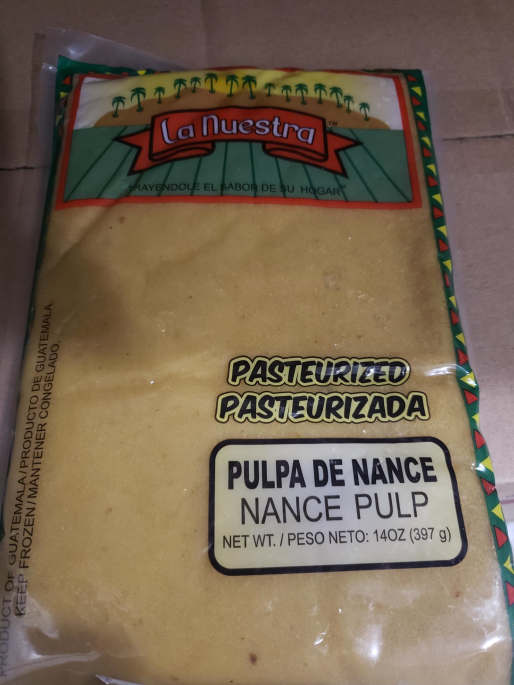 La Nuestra
TM
TRAYENDOLE EL SABOR DE SU HOGAR"
PASTEURIZED
PASTEURIZADA
PULPA DE NANCE
NANCE PULP
NET WT. / PESO NETO: 14OZ (397 g)
PRODUCT OF GUATEMALA / PRODUCTO DE GUATEMALA.
KEEP FROZEN / MANTENER CONGELADO.